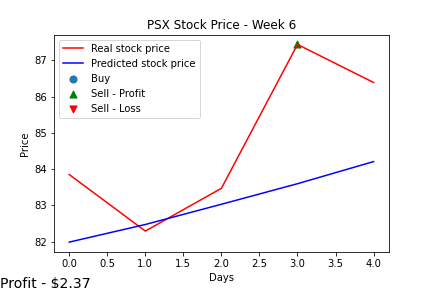 PSX Stock Price - Week 6
Real stock price
Predicted stock price
Buy
Sell - Profit
Sell - Loss
87
86
85
84
83
82
Price
0.0 0.5 1.0 1.5 2.0 2.5 3.0 3.5 4.0
Days
Profit - $2.37